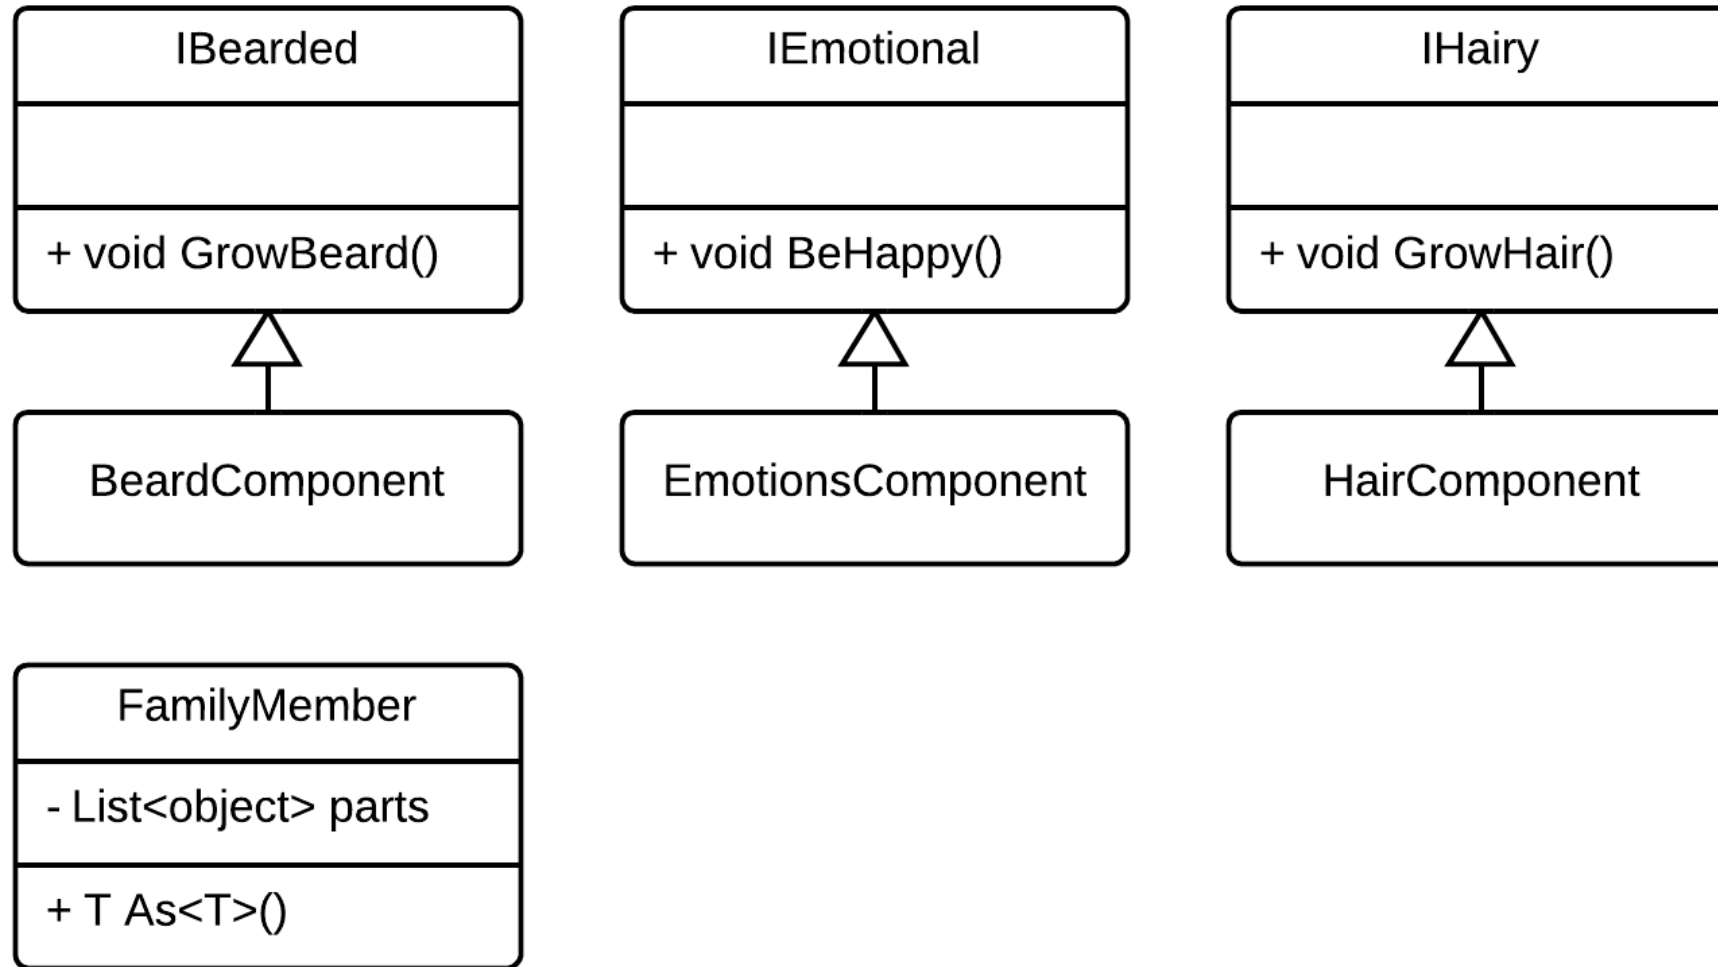 IBearded
IEmotional
IHairy
+ void GrowBeard()
+ void BeHappy()
+ void GrowHair()
BeardComponent
EmotionsComponent
HairComponent
FamilyMember
- List<object> parts
+ T As<T>()